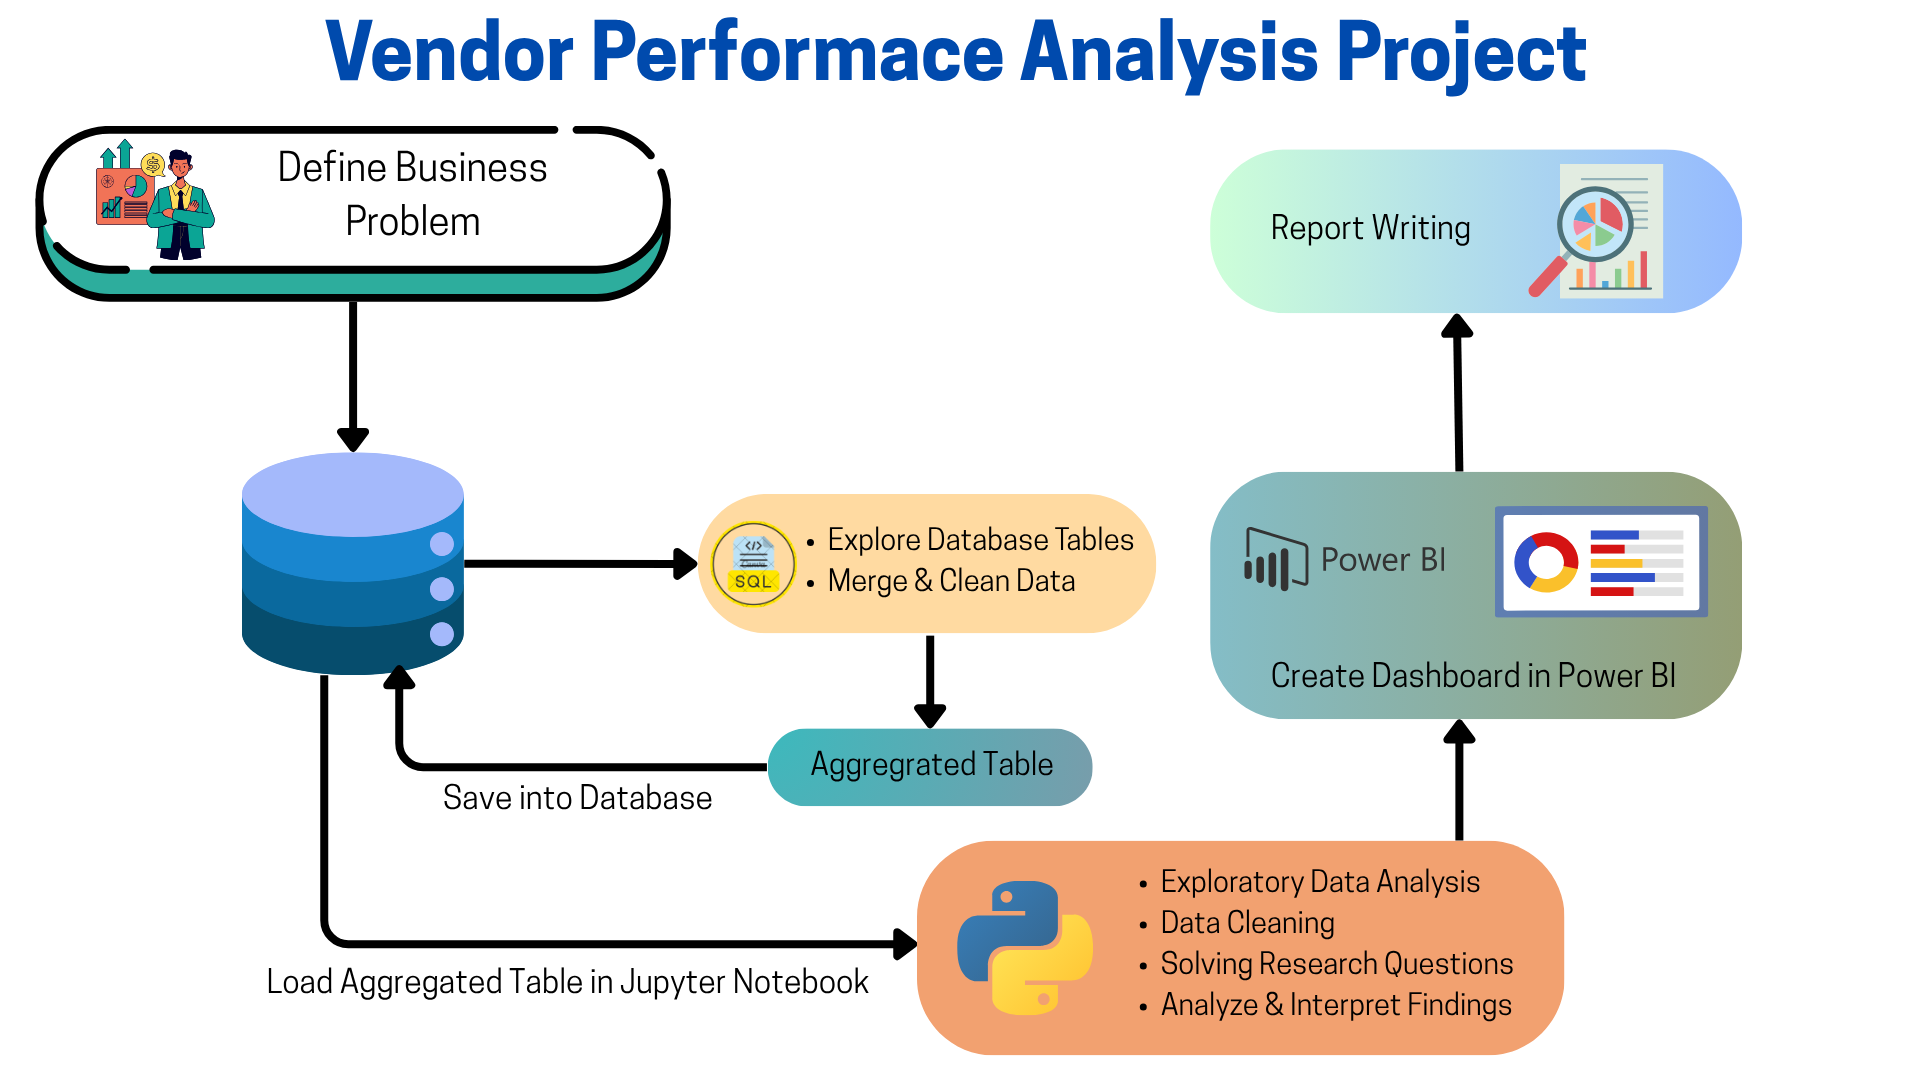 Vendor Performace Analysis Project
Define Business
Problem
Report Writing
• Explore Database Tables
• Merge & Clean Data
SQL
Power BI
Create Dashboard in Power BI
Aggregrated Table
Save into Database
• Exploratory Data Analysis
• Data Cleaning
• Solving Research Questions
• Analyze & Interpret Findings
Load Aggregated Table in Jupyter Notebook